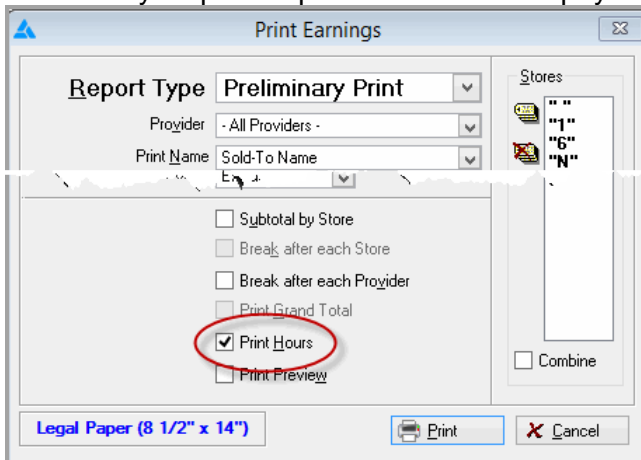 Print Earnings
Report Type Preliminary Print
Provider - All Providers -
Print Name Sold-To Name
Subtotal by Store
Break after each Store
Break after each Provider
Print Grand Total
Print Hours
Print Preview
Stores
" "
"1"
"6"
"N"
Combine
Legal Paper (8 1/2" x 14")
Print
Cancel